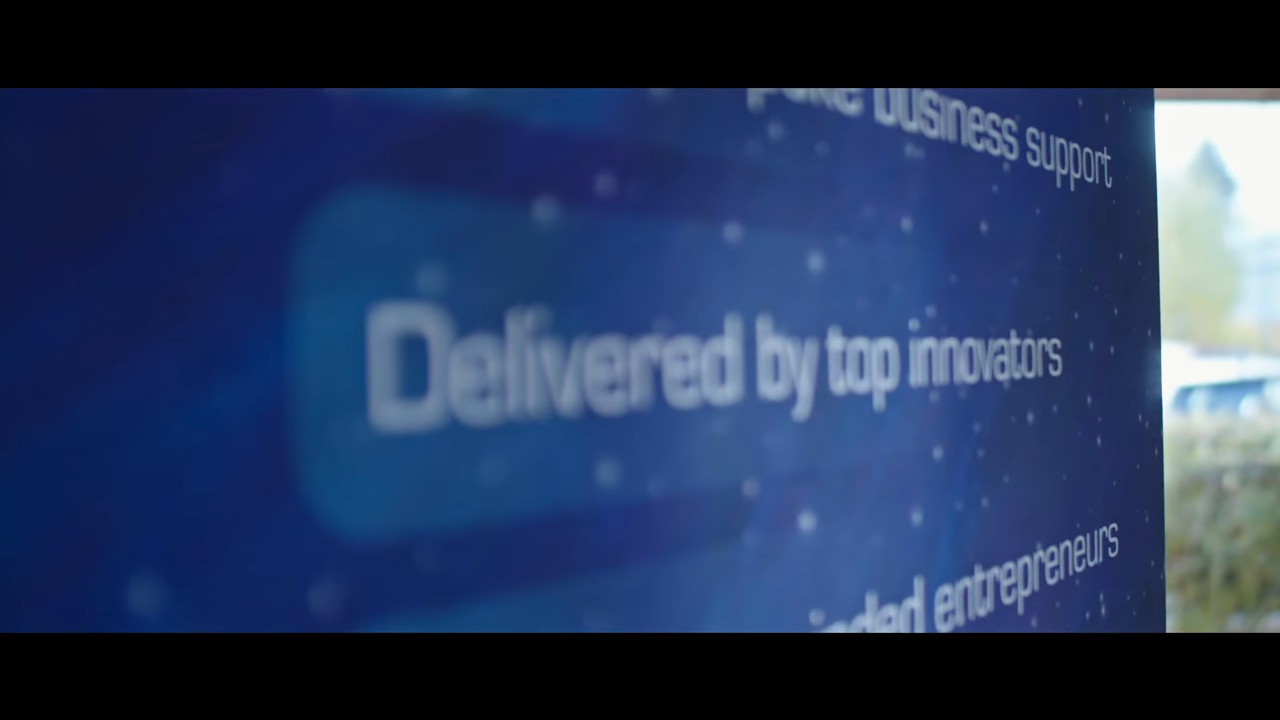 business support
Delivered by top innovators
entrepreneurs